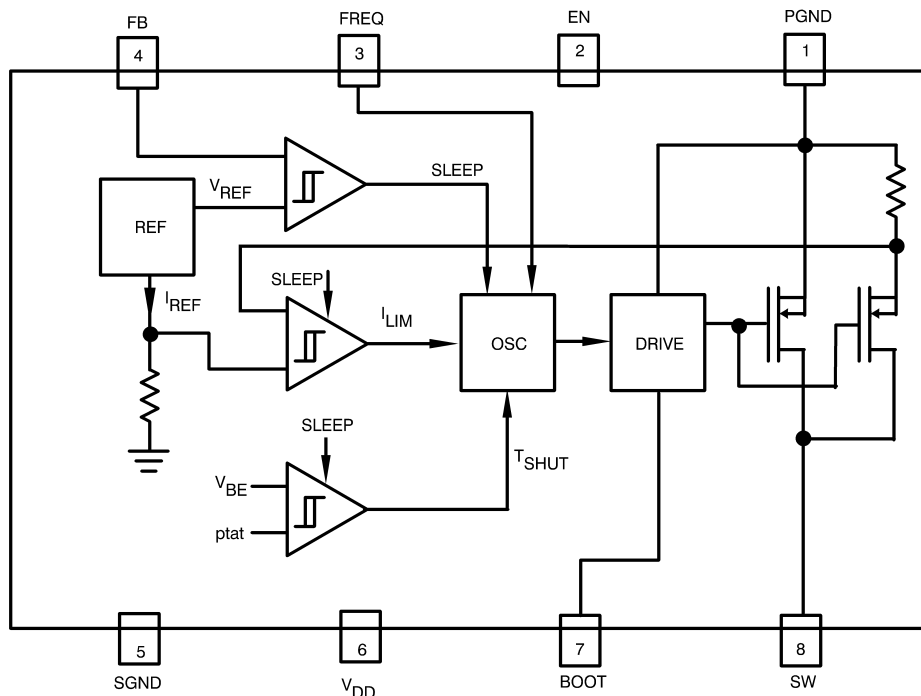 FB
FREQ
EN
PGND
4
3
2
1
SLEEP
VREF
REF
SLEEP
IREF
ILIM
OSC
DRIVE
SLEEP
TSHUT
VBE
ptat
5
6
7
8
SGND
VDD
BOOT
SW